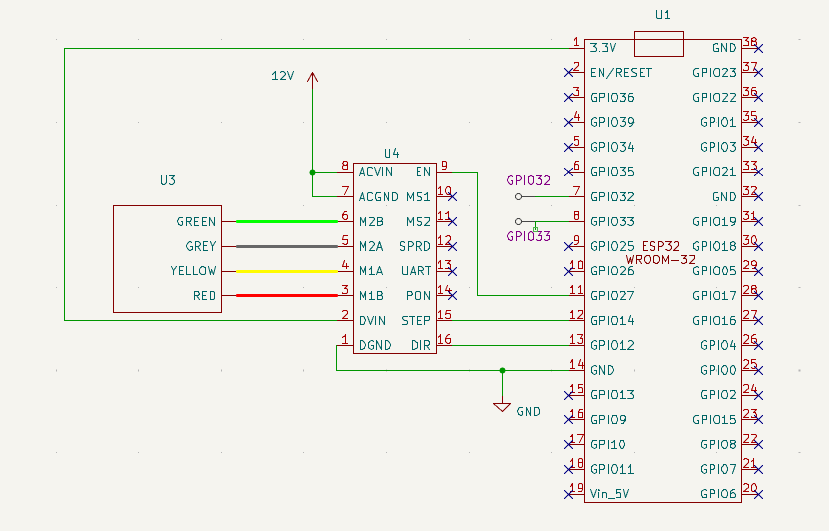 U1
12V
U4
U3
GREEN
GREY
YELLOW
RED
8 ACVIN EN 9
7 ACGND MS1 10
6 M2B MS2 11
5 M2A SPRD 12
4 M1A UART 13
3 M1B PON 14
2 DVIN STEP 15
1 DGND DIR 16
GND
GPIO32
GPIO33
ESP32
WROOM-32
1 3.3V GND 38
2 EN/RESET GPIO23 37
3 GPIO36 GPIO22 36
4 GPIO39 GPIO1 35
5 GPIO34 GPIO3 34
6 GPIO35 GPIO21 33
7 GPIO32 GND 32
8 GPIO33 GPIO19 31
9 GPIO25 GPIO18 30
10 GPIO26 GPIO05 29
11 GPIO27 GPIO17 28
12 GPIO14 GPIO16 27
13 GPIO12 GPIO4 26
14 GND GPIO0 25
15 GPIO13 GPIO2 24
16 GPIO9 GPIO15 23
17 GPI10 GPIO8 22
18 GPIO11 GPIO7 21
19 Vin_5V GPIO6 20